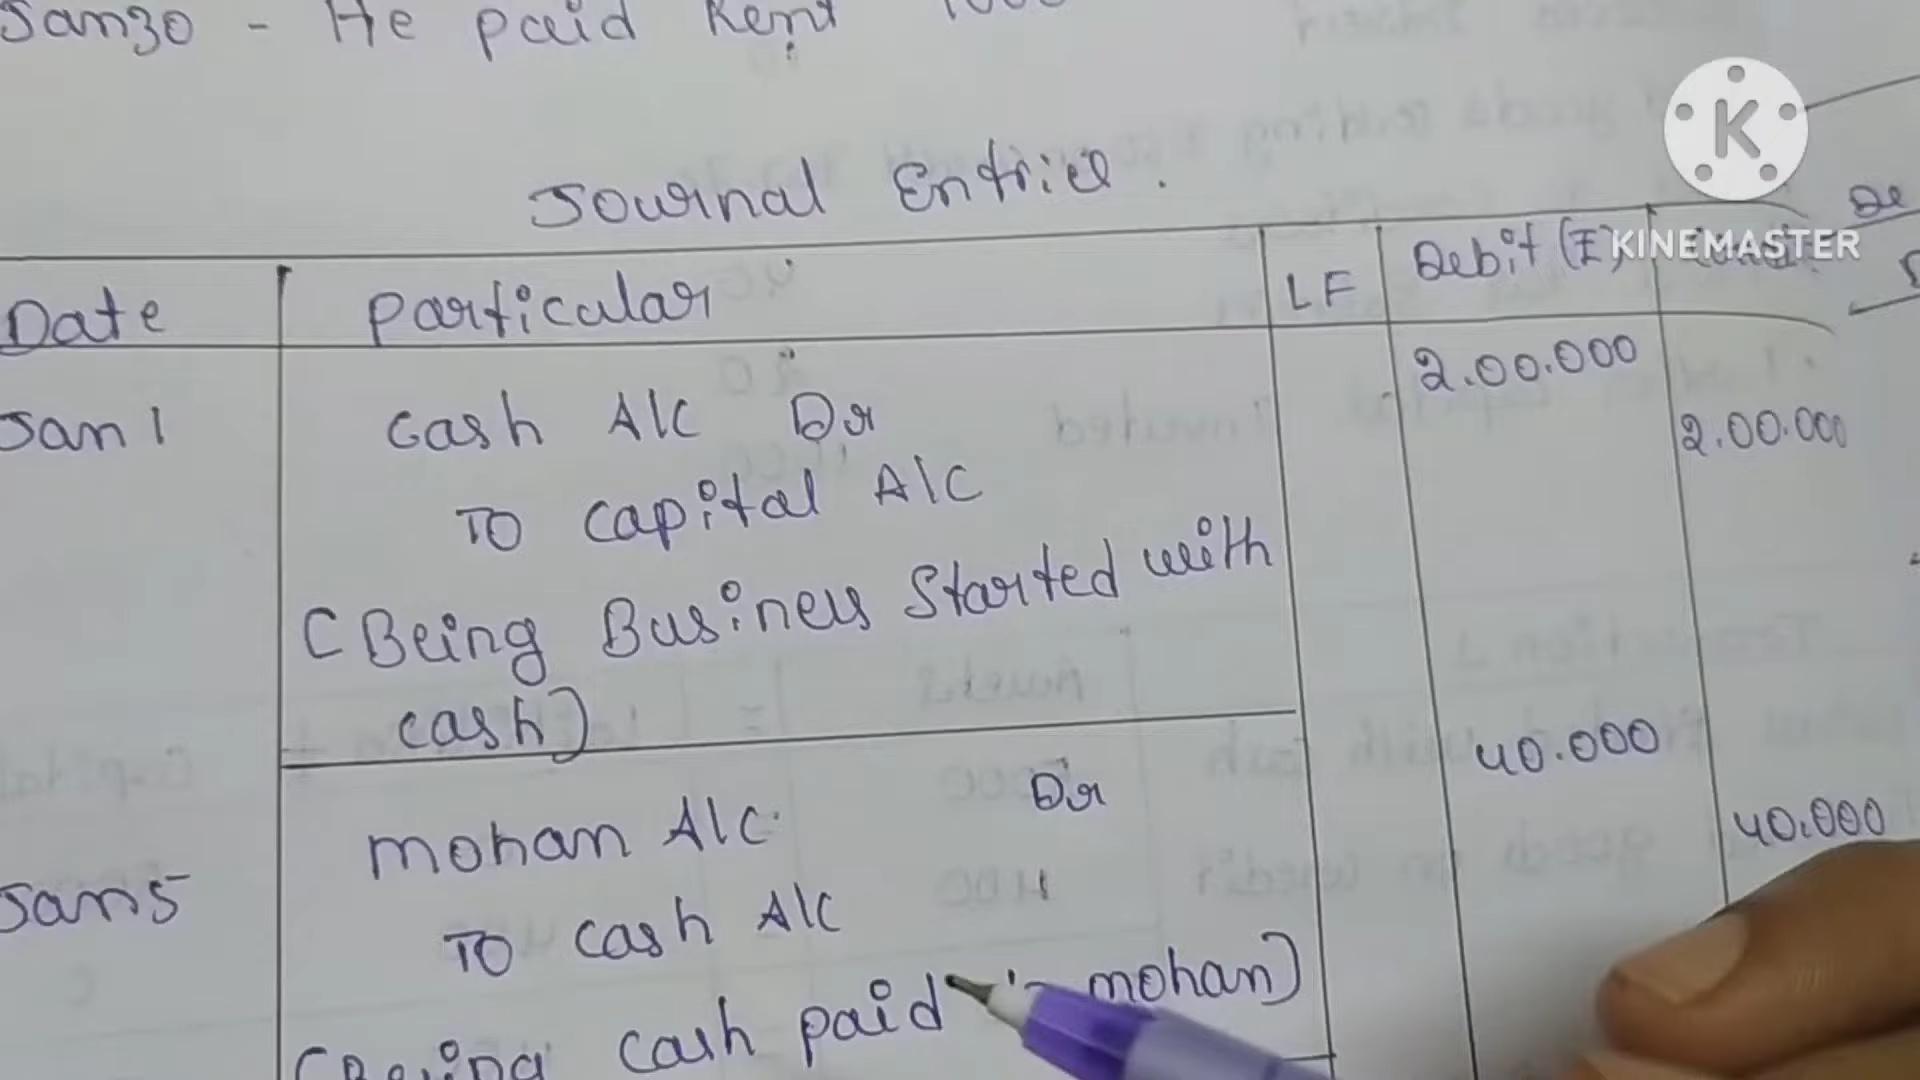 Jan30 - He paid Rent
Journal Entries.
Date Particular LF Debit (₹)
KINEMASTER
Jan 1 Cash A/C Dr 2.00.000
To Capital A/C 2.00.000
(Being Business Started with
cash)
Jan5 mohan A/C Dr 40.000
To cash A/C 40.000
(Being cash paid mohan)